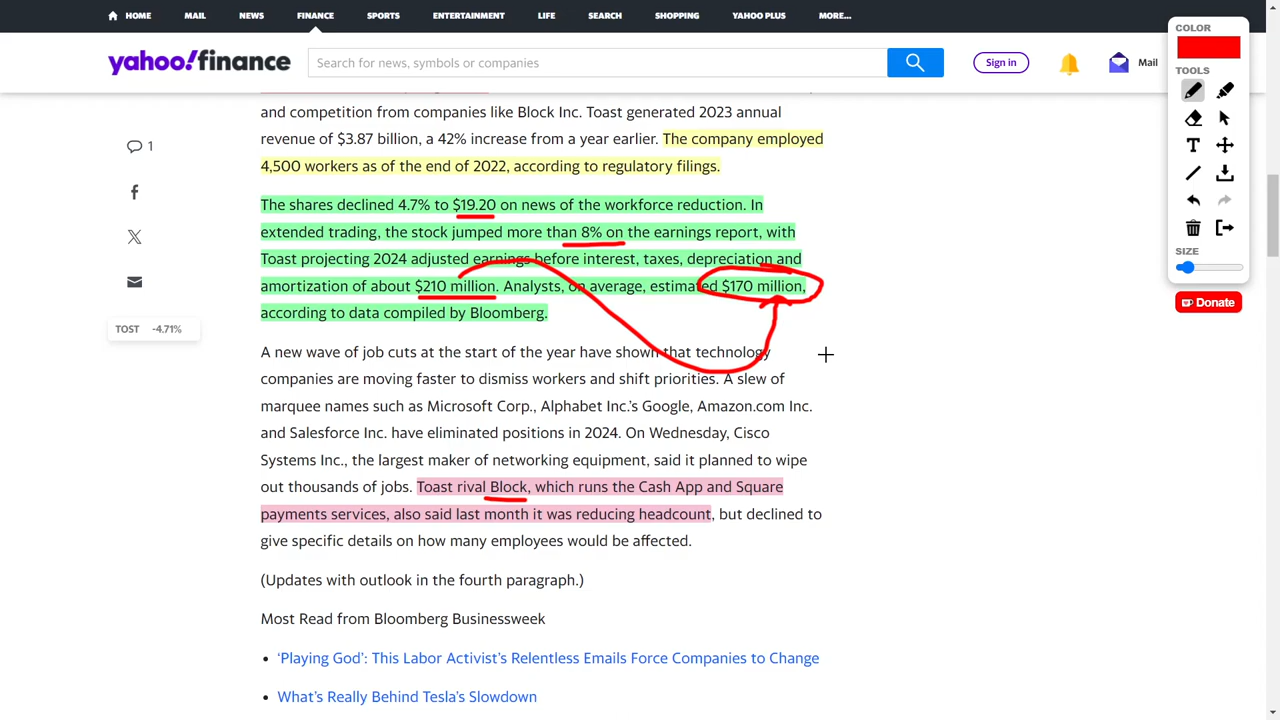 HOME MAIL NEWS FINANCE SPORTS ENTERTAINMENT LIFE SEARCH SHOPPING YAHOO PLUS MORE...
yahoo!finance
Search for news, symbols or companies
Sign in
Mail
COLOR
TOOLS
T
SIZE
Donate
1
TOST -4.71%
and competition from companies like Block Inc. Toast generated 2023 annual
revenue of $3.87 billion, a 42% increase from a year earlier. The company employed
4,500 workers as of the end of 2022, according to regulatory filings.
The shares declined 4.7% to $19.20 on news of the workforce reduction. In
extended trading, the stock jumped more than 8% on the earnings report, with
Toast projecting 2024 adjusted earnings before interest, taxes, depreciation and
amortization of about $210 million. Analysts, on average, estimated $170 million,
according to data compiled by Bloomberg.
A new wave of job cuts at the start of the year have shown that technology
companies are moving faster to dismiss workers and shift priorities. A slew of
marquee names such as Microsoft Corp., Alphabet Inc.’s Google, Amazon.com Inc.
and Salesforce Inc. have eliminated positions in 2024. On Wednesday, Cisco
Systems Inc., the largest maker of networking equipment, said it planned to wipe
out thousands of jobs. Toast rival Block, which runs the Cash App and Square
payments services, also said last month it was reducing headcount, but declined to
give specific details on how many employees would be affected.
(Updates with outlook in the fourth paragraph.)
Most Read from Bloomberg Businessweek
• ‘Playing God’: This Labor Activist’s Relentless Emails Force Companies to Change
• What’s Really Behind Tesla’s Slowdown